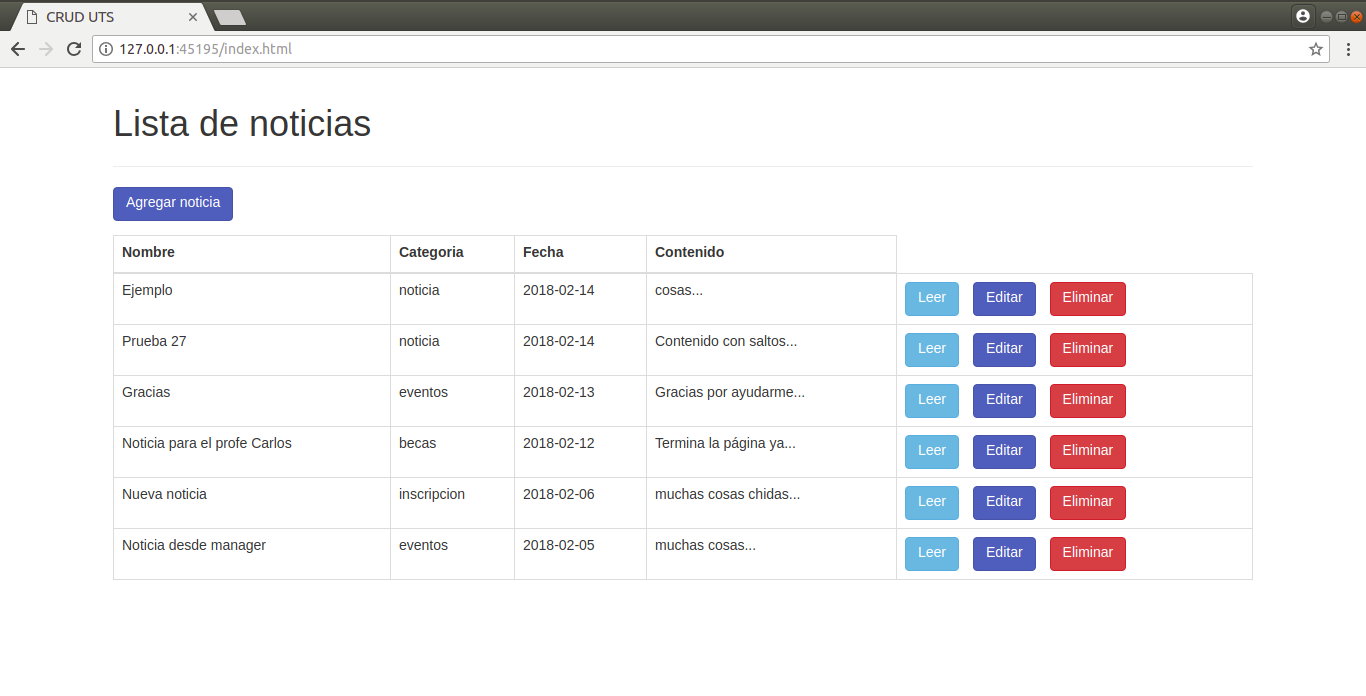 CRUD UTS
127.0.0.1:45195/index.html
Lista de noticias
Agregar noticia
Nombre Categoria Fecha Contenido
Ejemplo noticia 2018-02-14 cosas... Leer Editar Eliminar
Prueba 27 noticia 2018-02-14 Contenido con saltos... Leer Editar Eliminar
Gracias eventos 2018-02-13 Gracias por ayudarme... Leer Editar Eliminar
Noticia para el profe Carlos becas 2018-02-12 Termina la página ya... Leer Editar Eliminar
Nueva noticia inscripcion 2018-02-06 muchas cosas chidas... Leer Editar Eliminar
Noticia desde manager eventos 2018-02-05 muchas cosas... Leer Editar Eliminar